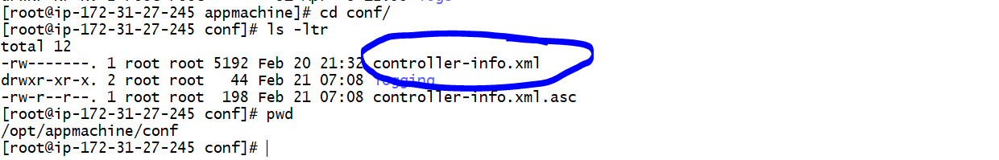 [root@ip-172-31-27-245 appmachine]# cd conf/
[root@ip-172-31-27-245 conf]# ls -ltr
total 12
-rw-------. 1 root root 5192 Feb 20 21:32 controller-info.xml
drwxr-xr-x. 2 root root   44 Feb 21 07:08 logging
-rw-r--r--. 1 root root  198 Feb 21 07:08 controller-info.xml.asc
[root@ip-172-31-27-245 conf]# pwd
/opt/appmachine/conf
[root@ip-172-31-27-245 conf]#